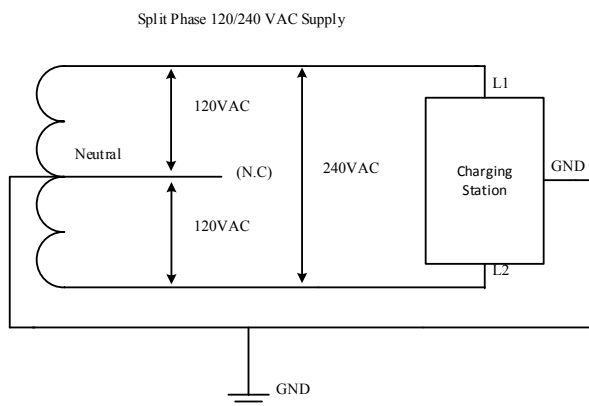 Split Phase 120/240 VAC Supply
L1
120VAC
Neutral
(N.C)
240VAC
Charging
Station
GND
120VAC
L2
GND